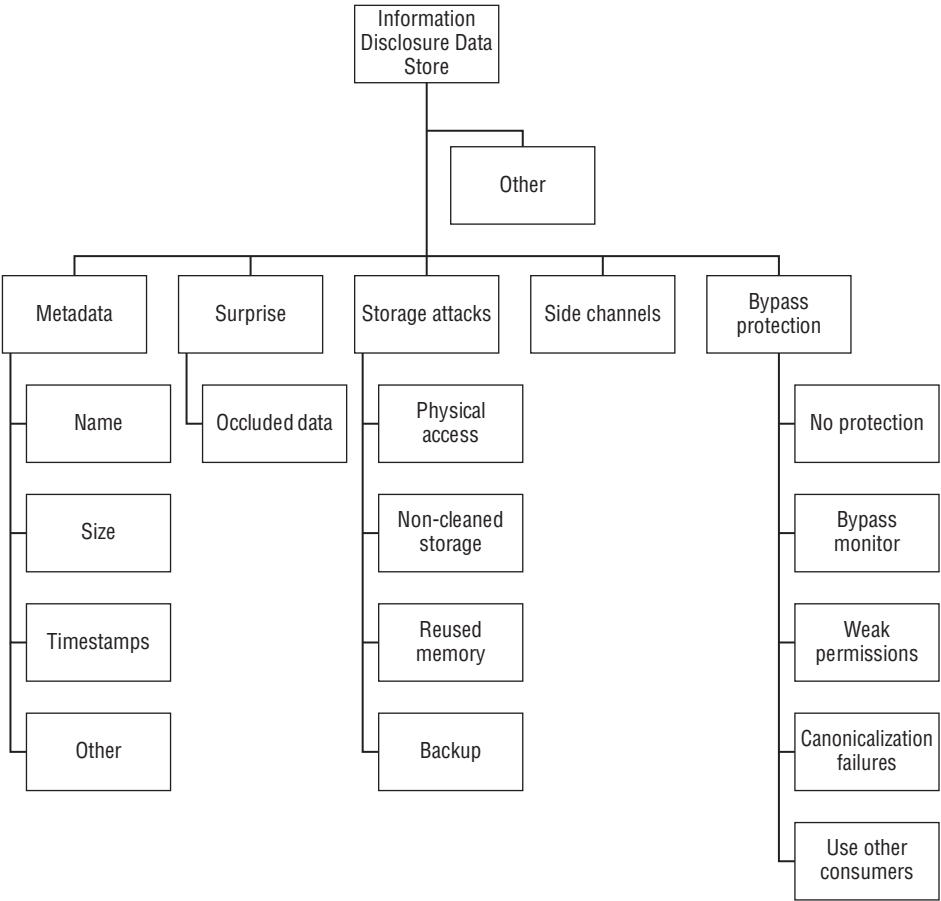 Information
Disclosure Data
Store
Other
Metadata
Surprise
Storage attacks
Side channels
Bypass
protection
Name
Size
Timestamps
Other
Occluded data
Physical
access
Non-cleaned
storage
Reused
memory
Backup
No protection
Bypass
monitor
Weak
permissions
Canonicalization
failures
Use other
consumers